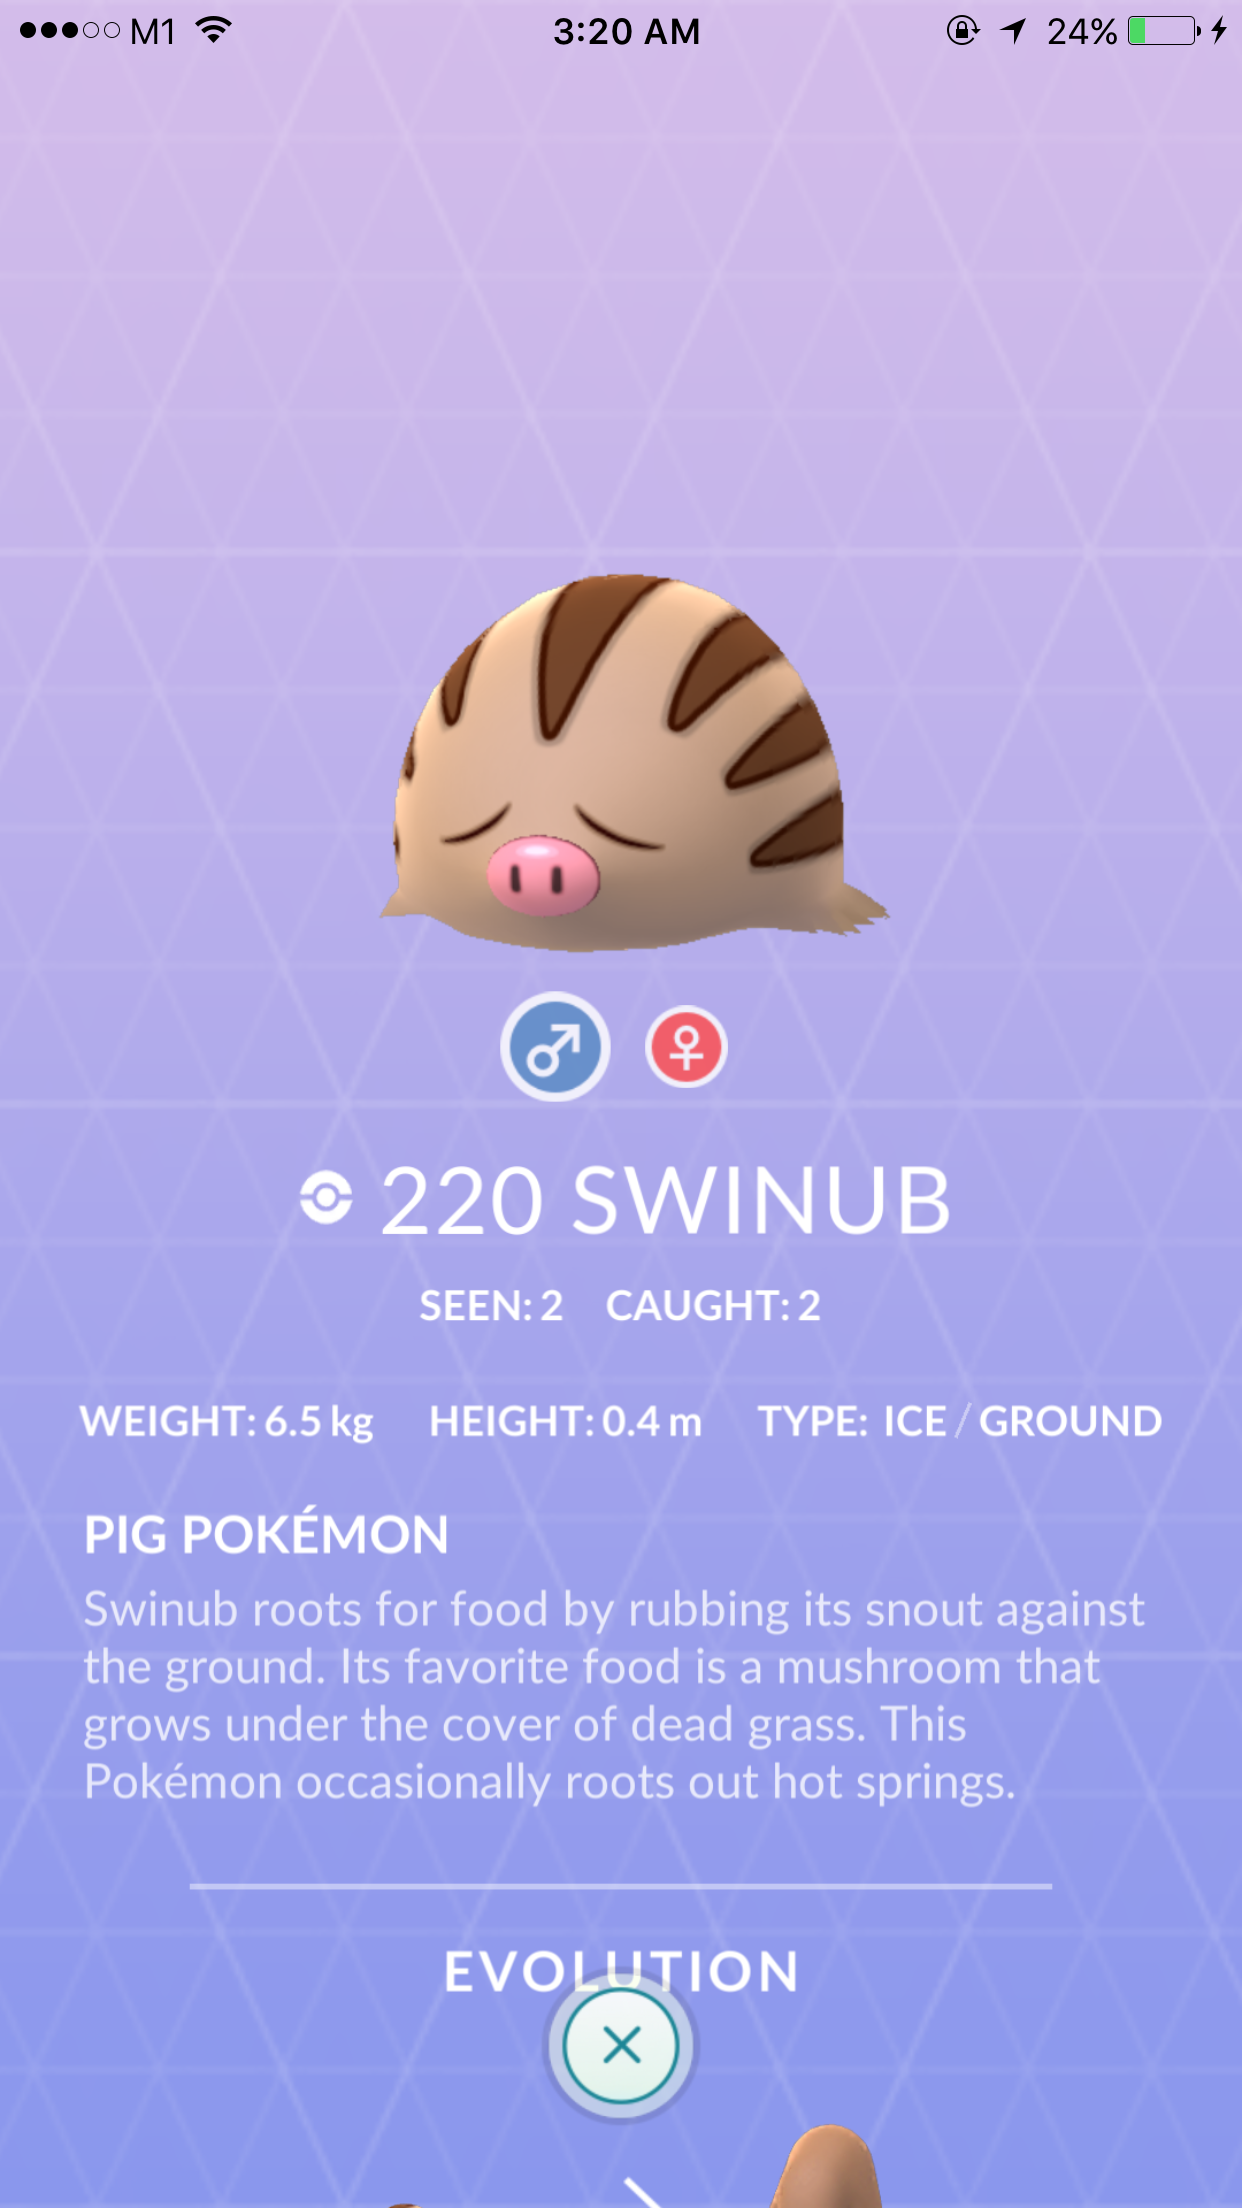 M1 3:20 AM 24%
220 SWINUB
SEEN: 2 CAUGHT: 2
WEIGHT: 6.5 kg HEIGHT: 0.4 m TYPE: ICE / GROUND
PIG POKÉMON
Swinub roots for food by rubbing its snout against
the ground. Its favorite food is a mushroom that
grows under the cover of dead grass. This
Pokémon occasionally roots out hot springs.
EVOLUTION